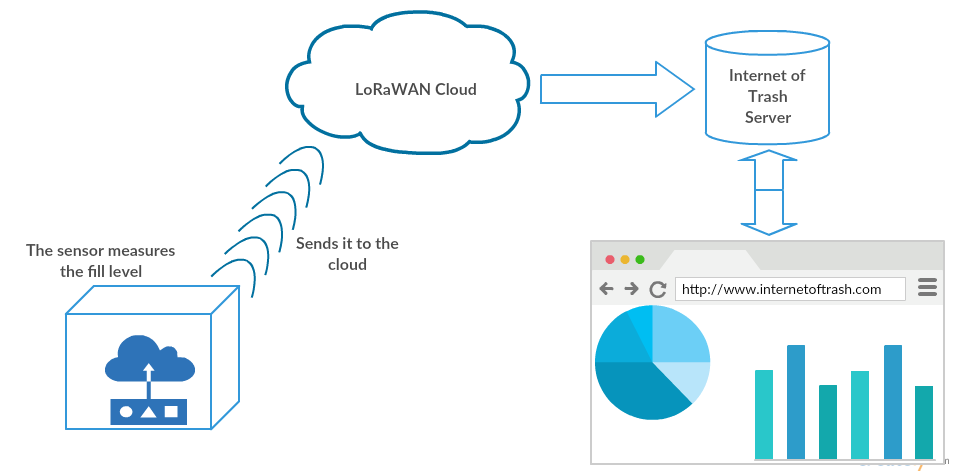 LoRaWAN Cloud
Internet of
Trash
Server
The sensor measures
the fill level
Sends it to the
cloud
http://www.internetoftrash.com